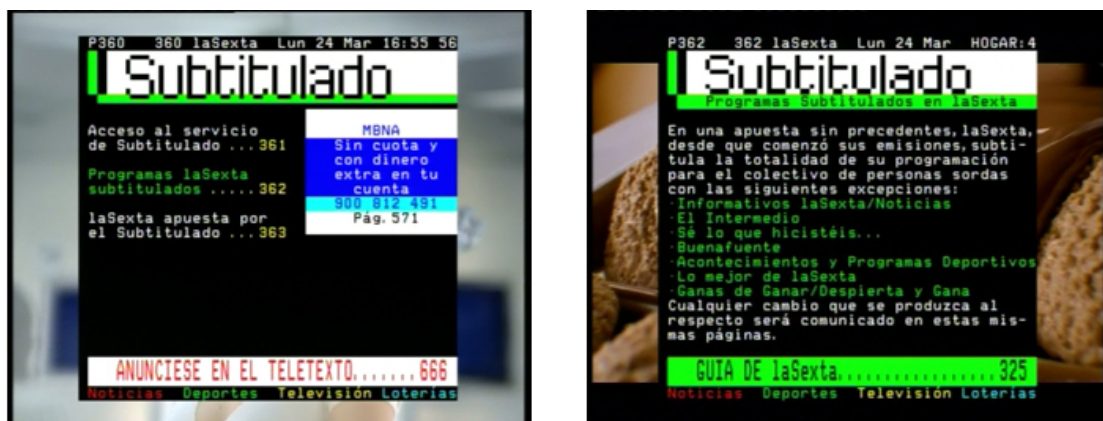 P360 360 laSexta Lun 24 Mar 16:55 56
Subtitulado
Acceso al servicio
de Subtitulado ...361
Programas laSexta
subtitulados .....362
laSexta apuesta por
el Subtitulado ...363
MBNA
Sin cuota y
con dinero
extra en tu
cuenta
900 812 491
Pág.571
ANUNCIESE EN EL TELETEXTO.......666
Noticias Deportes Televisión Loterías
P362 362 laSexta Lun 24 Mar HOGAR:4
Subtitulado
Programas Subtitulados en laSexta
En una apuesta sin precedentes,laSexta,
desde que comenzó sus emisiones,subti-
tula la totalidad de su programación
para el colectivo de personas sordas
con las siguientes excepciones:
·Informativos laSexta/Noticias
·El Intermedio
·Sé lo que hicistéis...
·Buenafuente
·Acontecimientos y Programas Deportivos
·Lo mejor de laSexta
·Ganas de Ganar/Despierta y Gana
Cualquier cambio que se produzca al
respecto será comunicado en estas mis-
mas páginas.
GUIA DE laSexta..................325
Noticias Deportes Televisión Loterías